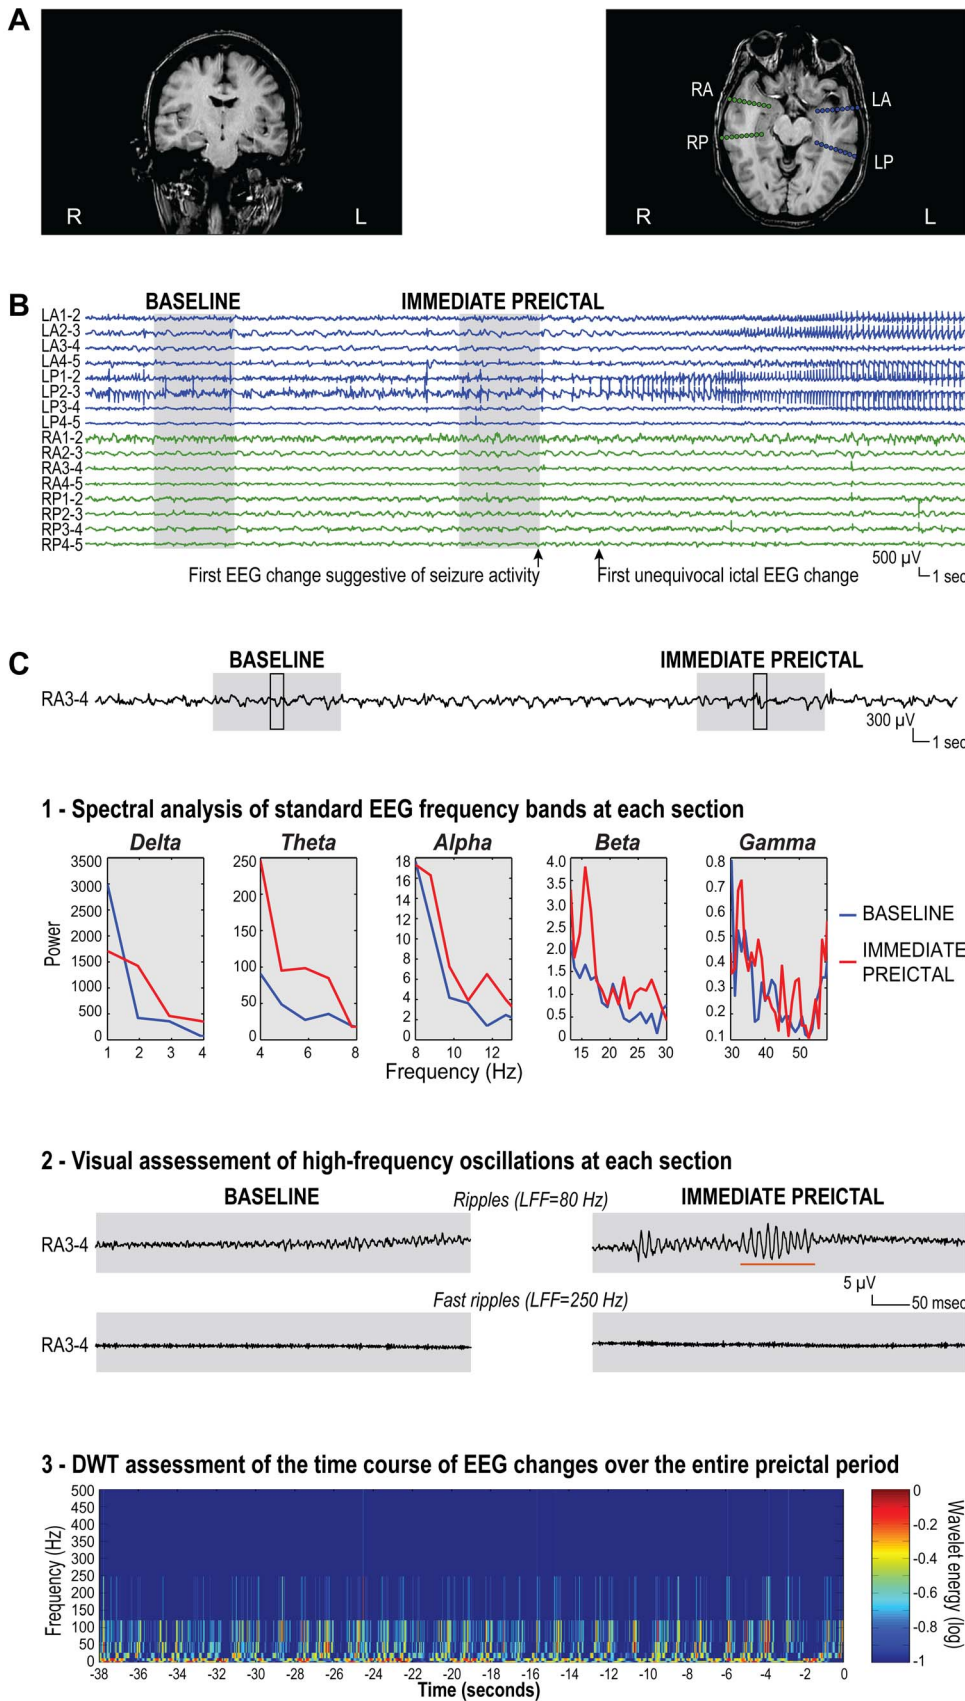 A
R
L
RA
RP
LA
LP
R
L
B
BASELINE
IMMEDIATE PREICTAL
LA1-2
LA2-3
LA3-4
LA4-5
LP1-2
LP2-3
LP3-4
LP4-5
RA1-2
RA2-3
RA3-4
RA4-5
RP1-2
RP2-3
RP3-4
RP4-5
First EEG change suggestive of seizure activity
First unequivocal ictal EEG change
500 µV
1 sec
C
BASELINE
IMMEDIATE PREICTAL
RA3-4
300 µV
1 sec
1 - Spectral analysis of standard EEG frequency bands at each section
Delta
Theta
Alpha
Beta
Gamma
Power
3500
3000
2500
2000
1500
1000
500
0
1 2 3 4
250
200
150
100
50
0
4 6 8
18
16
14
12
10
8
6
4
2
0
8 10 12
4.0
3.5
3.0
2.5
2.0
1.5
1.0
0.5
0
15 20 25 30
0.8
0.7
0.6
0.5
0.4
0.3
0.2
0.1
30 40 50
BASELINE
IMMEDIATE
PREICTAL
Frequency (Hz)
2 - Visual assessement of high-frequency oscillations at each section
BASELINE
Ripples (LFF=80 Hz)
IMMEDIATE PREICTAL
RA3-4
5 µV
50 msec
Fast ripples (LFF=250 Hz)
RA3-4
3 - DWT assessment of the time course of EEG changes over the entire preictal period
Frequency (Hz)
500
450
400
350
300
250
200
150
100
50
0
-38 -36 -34 -32 -30 -28 -26 -24 -22 -20 -18 -16 -14 -12 -10 -8 -6 -4 -2 0
Time (seconds)
0
-0.2
-0.4
-0.6
-0.8
-1
Wavelet energy (log)